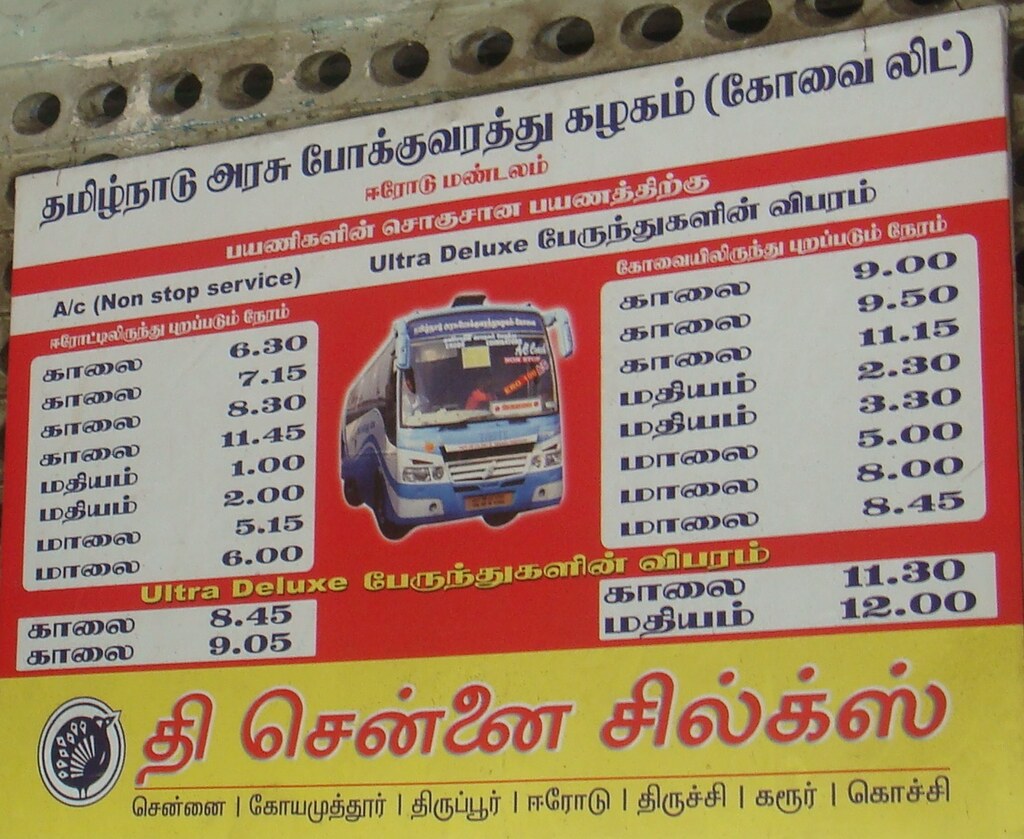 தமிழ்நாடு அரசு போக்குவரத்து கழகம் (கோவை லிட்)
ஈரோடு மண்டலம்
பயணிகளின் சொகுசான பயணத்திற்கு
A/c (Non stop service) Ultra Deluxe பேருந்துகளின் விபரம்
ஈரோட்டிலிருந்து புறப்படும் நேரம்
காலை 6.30
காலை 7.15
காலை 8.30
காலை 11.45
மதியம் 1.00
மதியம் 2.00
மாலை 5.15
மாலை 6.00
கோவையிலிருந்து புறப்படும் நேரம்
காலை 9.00
காலை 9.50
காலை 11.15
மதியம் 2.30
மதியம் 3.30
மாலை 5.00
மாலை 8.00
மாலை 8.45
NON STOP
Ultra Deluxe பேருந்துகளின் விபரம்
காலை 8.45
காலை 9.05
காலை 11.30
மதியம் 12.00
தி சென்னை சில்க்ஸ்
சென்னை | கோயமுத்தூர் | திருப்பூர் | ஈரோடு | திருச்சி | கரூர் | கொச்சி